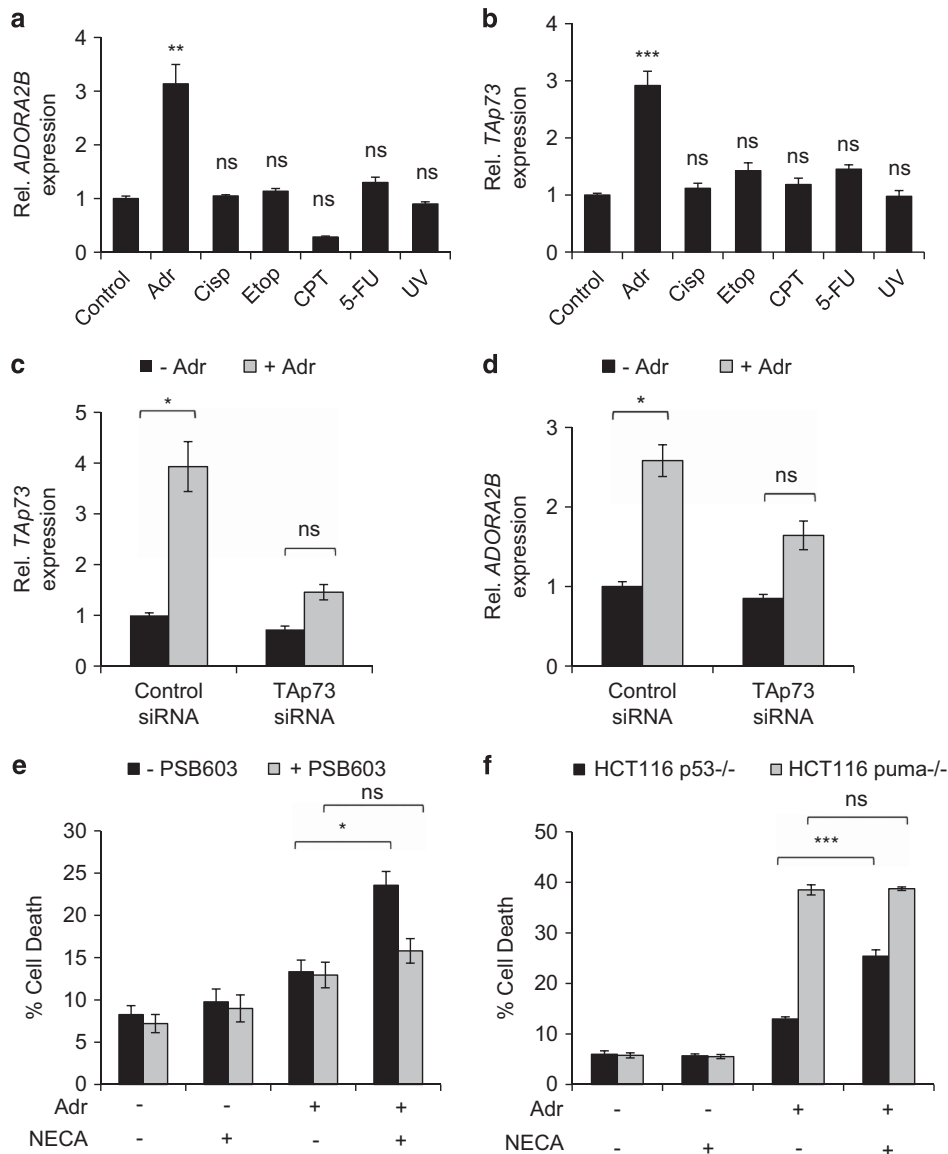 a
Rel. ADORA2B
expression
4
3
2
1
0
**
ns
ns
ns
ns
ns
Control
Adr
Cisp
Etop
CPT
5-FU
UV
b
Rel. TAp73
expression
4
3
2
1
0
***
ns
ns
ns
ns
ns
Control
Adr
Cisp
Etop
CPT
5-FU
UV
c
- Adr
+ Adr
Rel. TAp73
expression
5
4
3
2
1
0
*
ns
Control
siRNA
TAp73
siRNA
d
- Adr
+ Adr
Rel. ADORA2B
expression
3
2
1
0
*
ns
Control
siRNA
TAp73
siRNA
e
- PSB603
+ PSB603
% Cell Death
30
25
20
15
10
5
0
ns
*
Adr - - + +
NECA - + - +
f
HCT116 p53-/-
HCT116 puma-/-
% Cell Death
50
40
30
20
10
0
ns
***
Adr - - + +
NECA - + - +